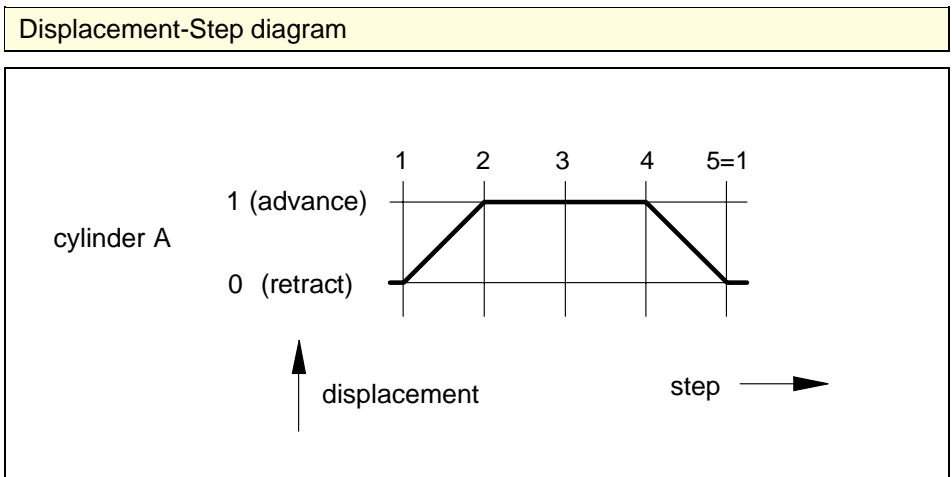 Displacement-Step diagram
1 2 3 4 5=1
1 (advance)
cylinder A
0 (retract)
displacement
step